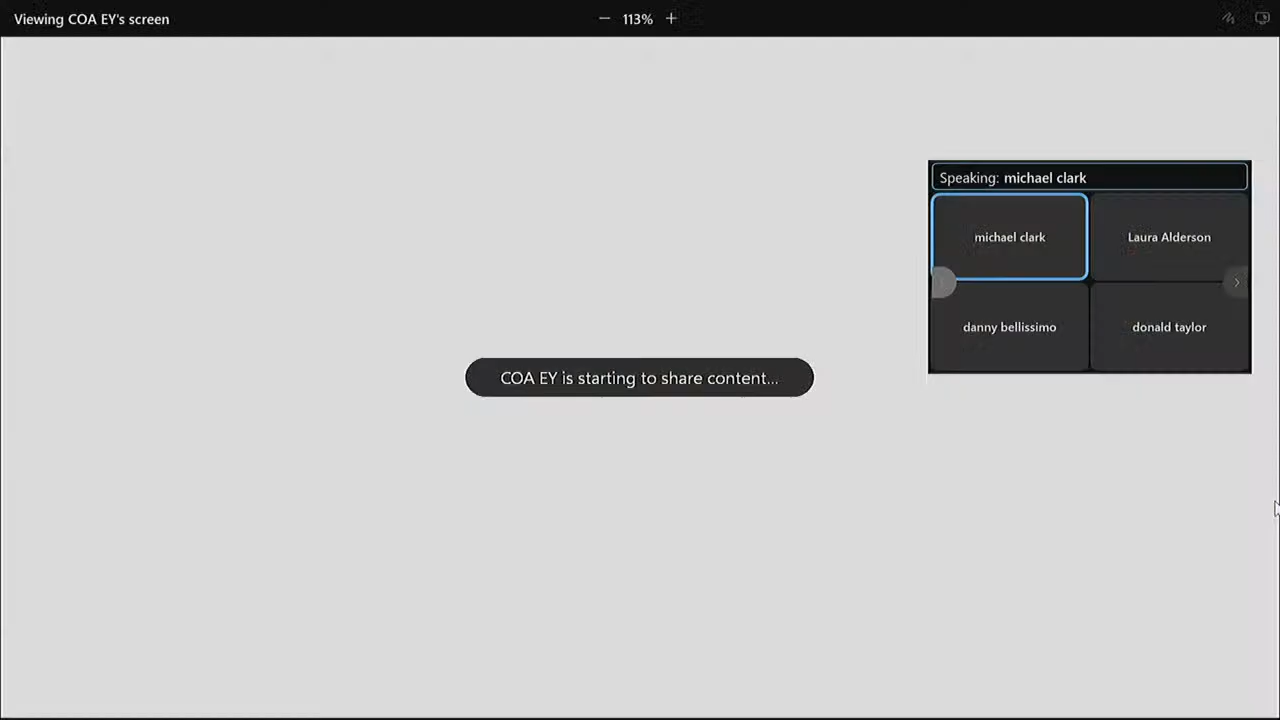 Viewing COA EY's screen
113%
Speaking: michael clark
michael clark
Laura Alderson
danny bellissimo
donald taylor
COA EY is starting to share content...